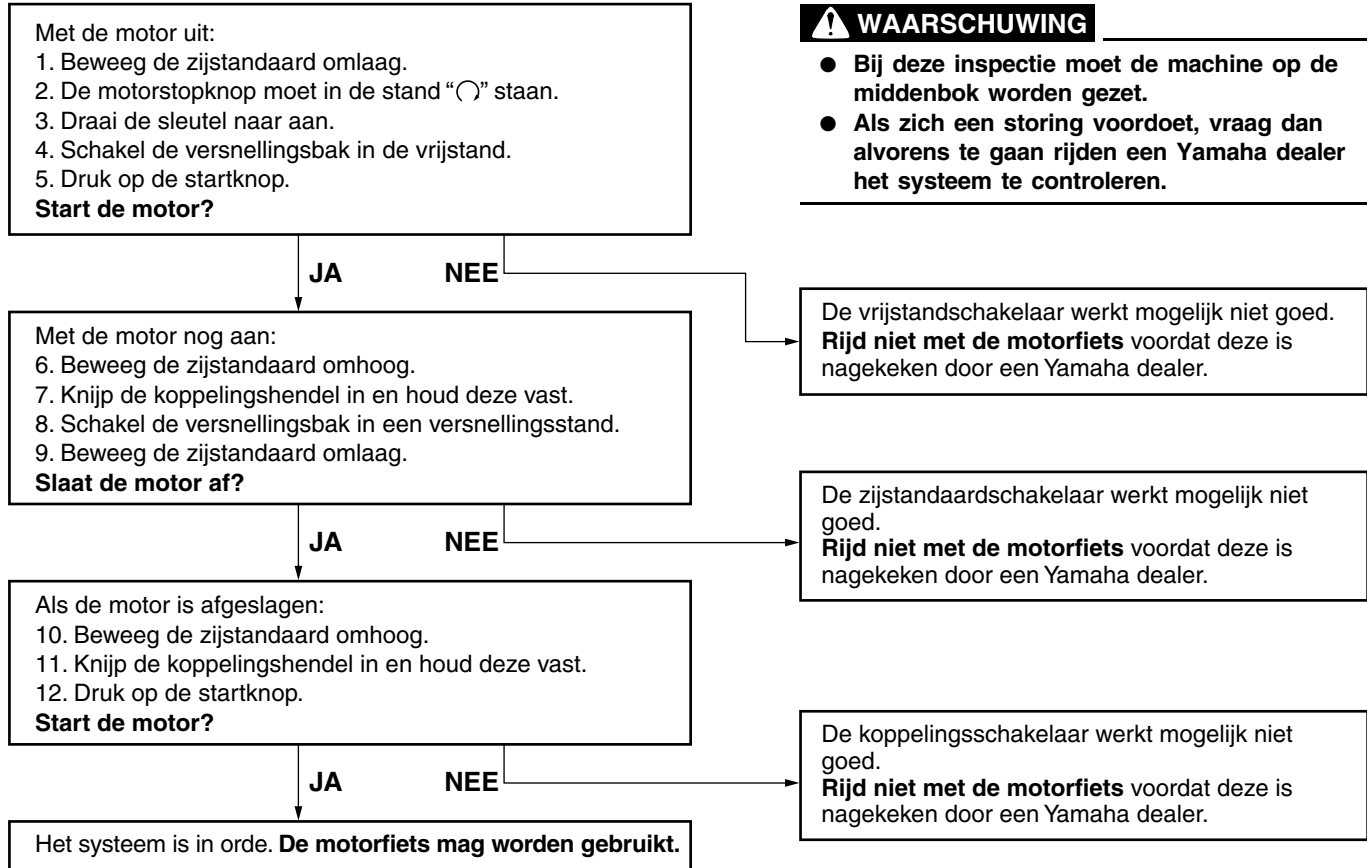 Met de motor uit:
1. Beweeg de zijstandaard omlaag.
2. De motorstopknop moet in de stand “◠” staan.
3. Draai de sleutel naar aan.
4. Schakel de versnellingsbak in de vrijstand.
5. Druk op de startknop.
Start de motor?
WAARSCHUWING
● Bij deze inspectie moet de machine op de
middenbok worden gezet.
● Als zich een storing voordoet, vraag dan
alvorens te gaan rijden een Yamaha dealer
het systeem te controleren.
JA NEE
De vrijstandschakelaar werkt mogelijk niet goed.
Rijd niet met de motorfiets voordat deze is
nagekeken door een Yamaha dealer.
Met de motor nog aan:
6. Beweeg de zijstandaard omhoog.
7. Knijp de koppelingshendel in en houd deze vast.
8. Schakel de versnellingsbak in een versnellingsstand.
9. Beweeg de zijstandaard omlaag.
Slaat de motor af?
JA NEE
De zijstandaardschakelaar werkt mogelijk niet
goed.
Rijd niet met de motorfiets voordat deze is
nagekeken door een Yamaha dealer.
Als de motor is afgeslagen:
10. Beweeg de zijstandaard omhoog.
11. Knijp de koppelingshendel in en houd deze vast.
12. Druk op de startknop.
Start de motor?
JA NEE
De koppelingsschakelaar werkt mogelijk niet
goed.
Rijd niet met de motorfiets voordat deze is
nagekeken door een Yamaha dealer.
Het systeem is in orde. De motorfiets mag worden gebruikt.